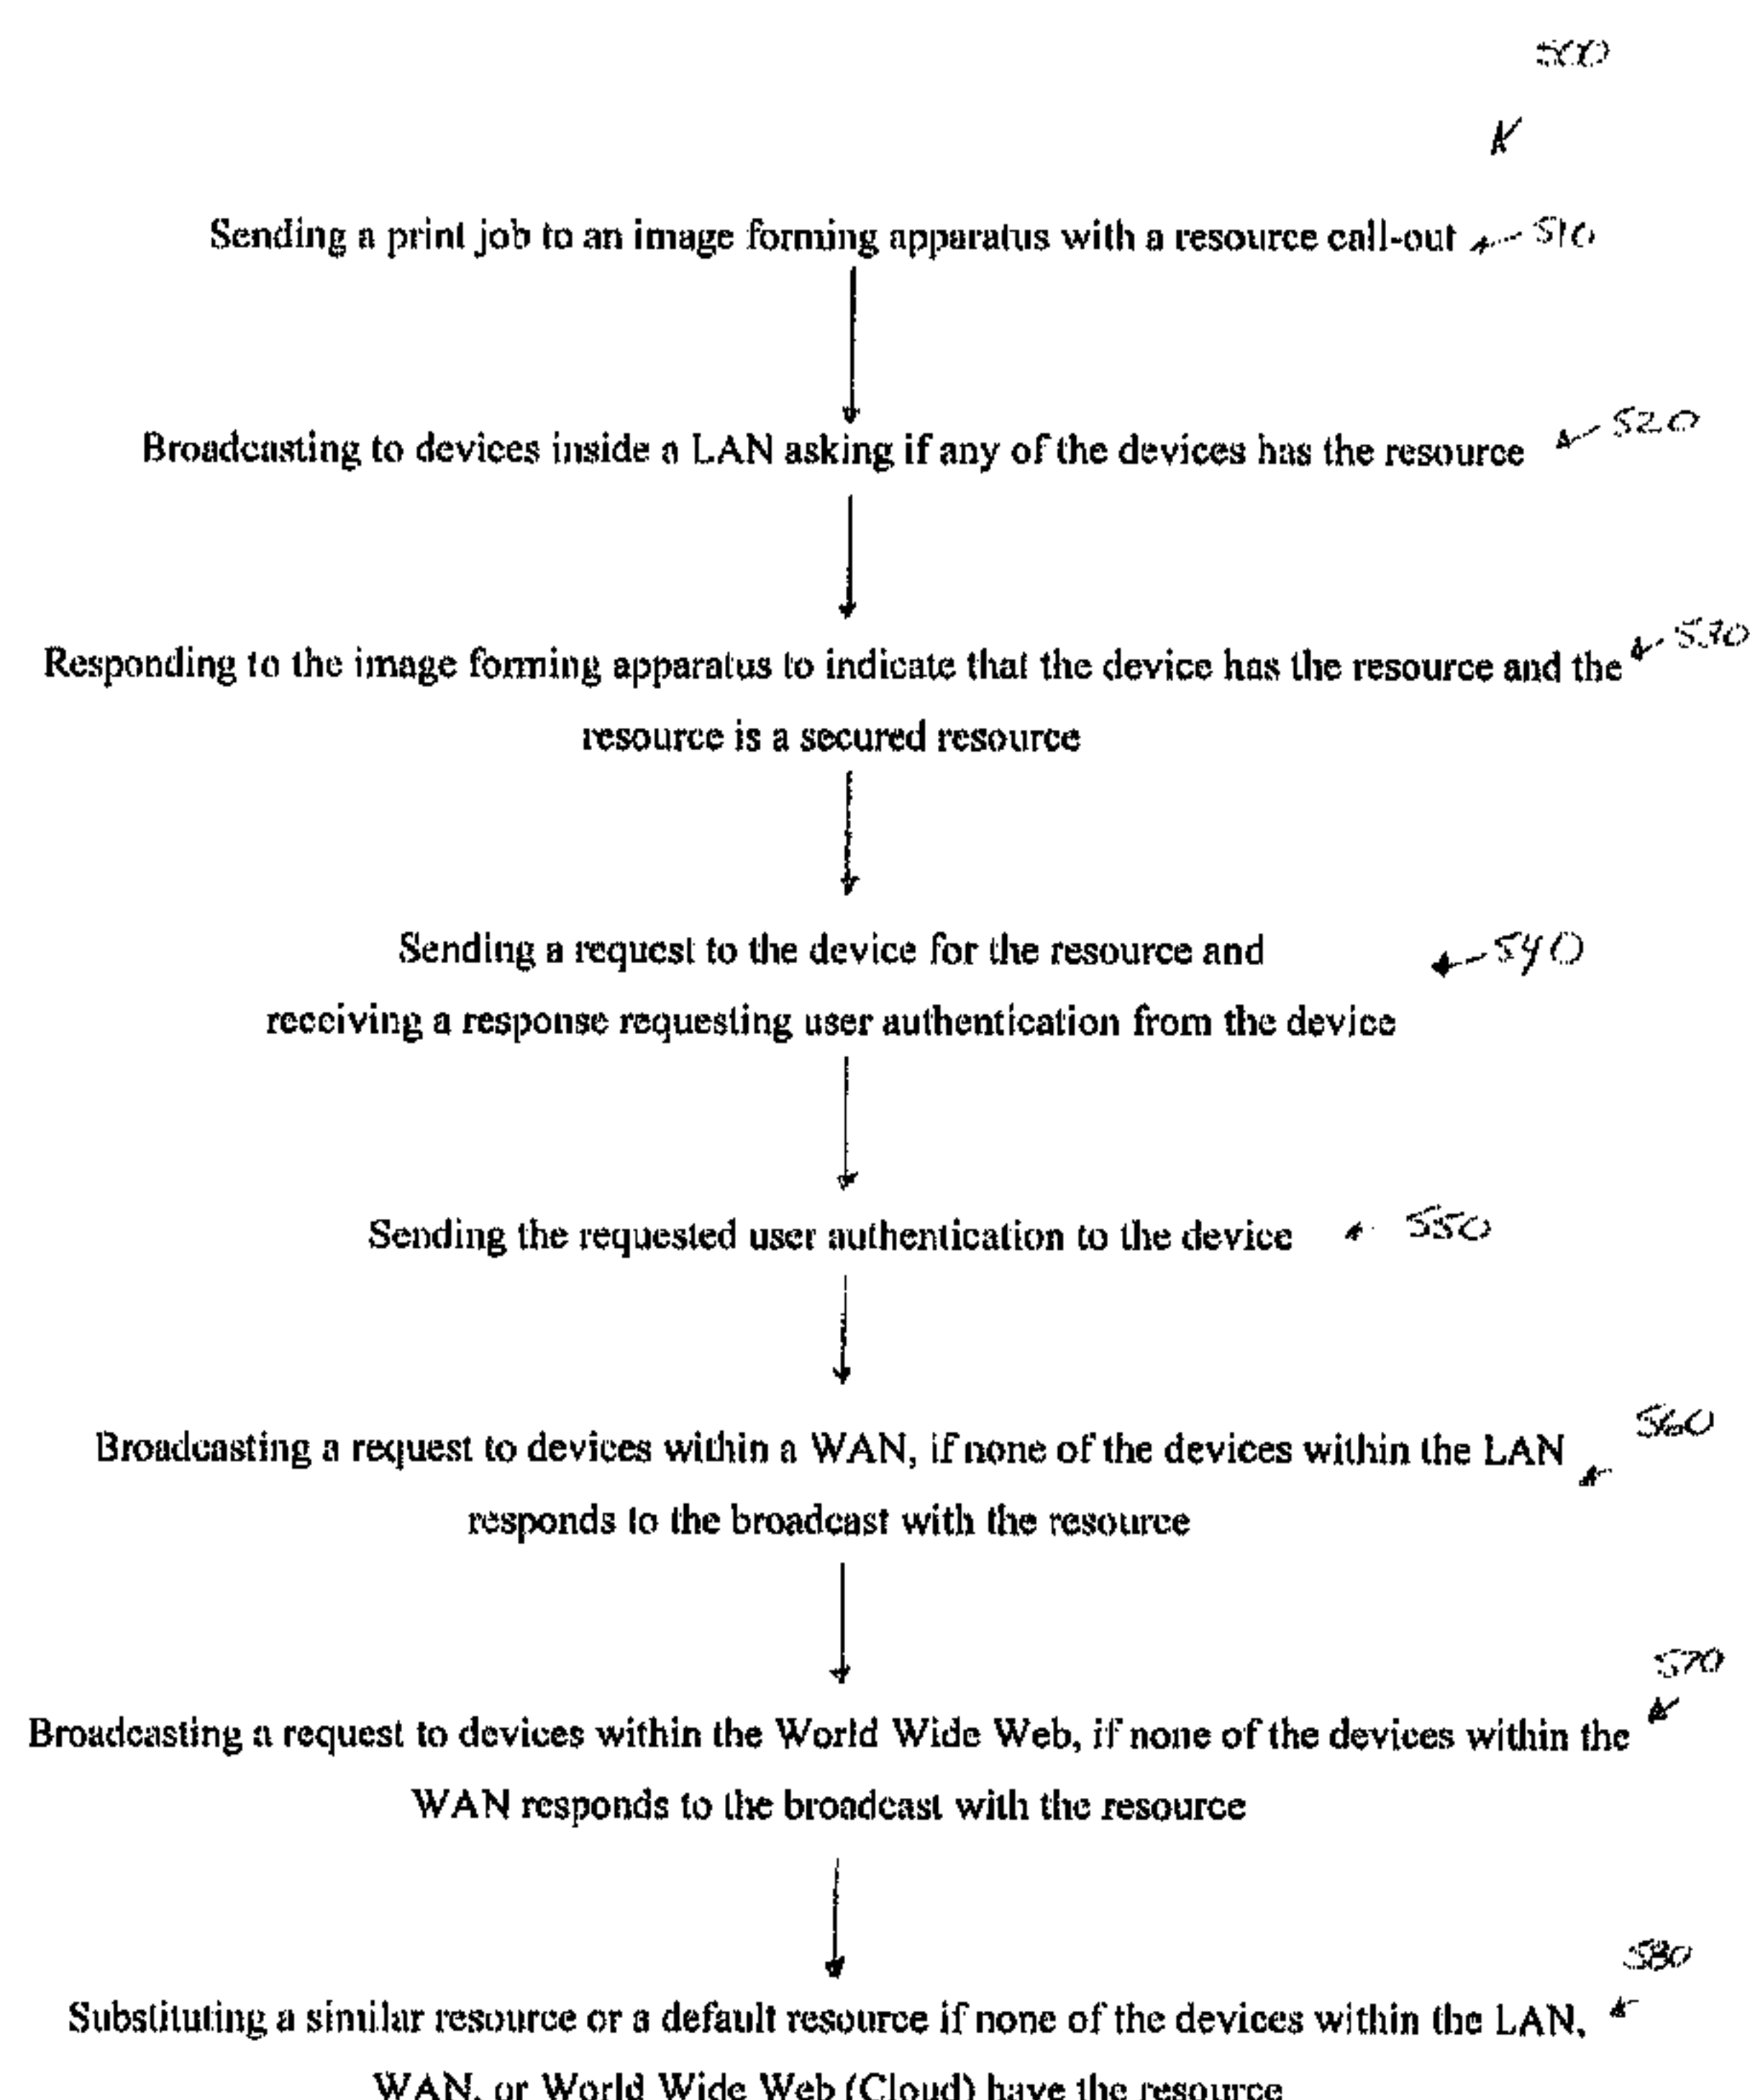 500
Sending a print job to an image forming apparatus with a resource call-out 510
Broadcasting to devices inside a LAN asking if any of the devices has the resource 520
Responding to the image forming apparatus to indicate that the device has the resource and the 530
resource is a secured resource
Sending a request to the device for the resource and 540
receiving a response requesting user authentication from the device
Sending the requested user authentication to the device 550
560
Broadcasting a request to devices within a WAN, if none of the devices within the LAN
responds to the broadcast with the resource
570
Broadcasting a request to devices within the World Wide Web, if none of the devices within the
WAN responds to the broadcast with the resource
580
Substituting a similar resource or a default resource if none of the devices within the LAN,
WAN, or World Wide Web (Cloud) have the resource